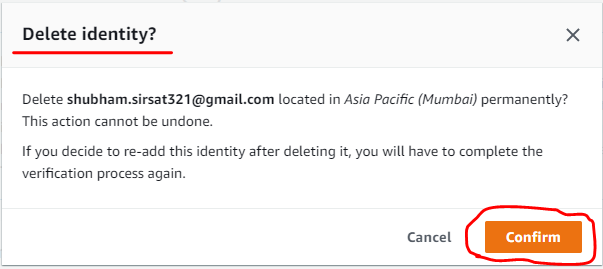 Delete identity?
Delete shubham.sirsat321@gmail.com located in Asia Pacific (Mumbai) permanently?
This action cannot be undone.
If you decide to re-add this identity after deleting it, you will have to complete the
verification process again.
Cancel
Confirm